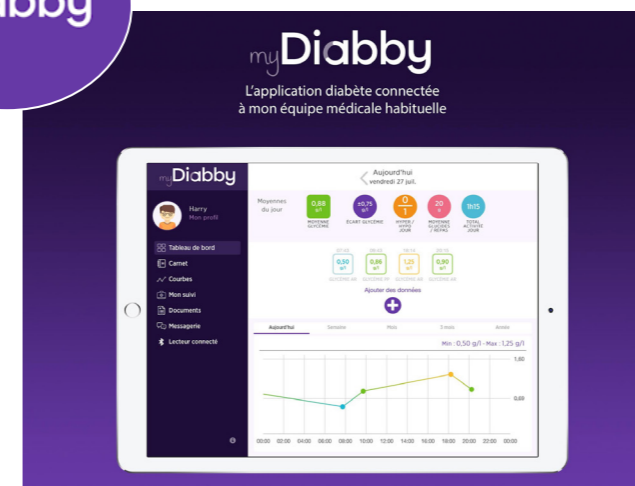 abby
myDiabby
L'application diabète connectée
à mon équipe médicale habituelle
myDiabby
Harry
Mon profil
Tableau de bord
Carnet
Courbes
Mon suivi
Documents
Messagerie
Lecteur connecté
Aujourd'hui
vendredi 27 juil.
Moyennes
du jour
0,88
g/l
MOYENNE
GLYCÉMIE
±0,75
g/l
ÉCART GLYCÉMIE
0
1
HYPER /
HYPO
JOUR
20
g
MOYENNE
GLUCIDES
/ REPAS
1h15
TOTAL
ACTIVITÉ
JOUR
0,50
g/l
0,86
g/l
1,25
g/l
0,90
g/l
Ajouter des données
Aujourd'hui
Semaine
Mois
3 mois
Année
Min : 0,50 g/l - Max : 1,25 g/l
1,80
0,69
00:00 02:00 04:00 06:00 08:00 10:00 12:00 14:00 16:00 18:00 20:00 22:00 00:00